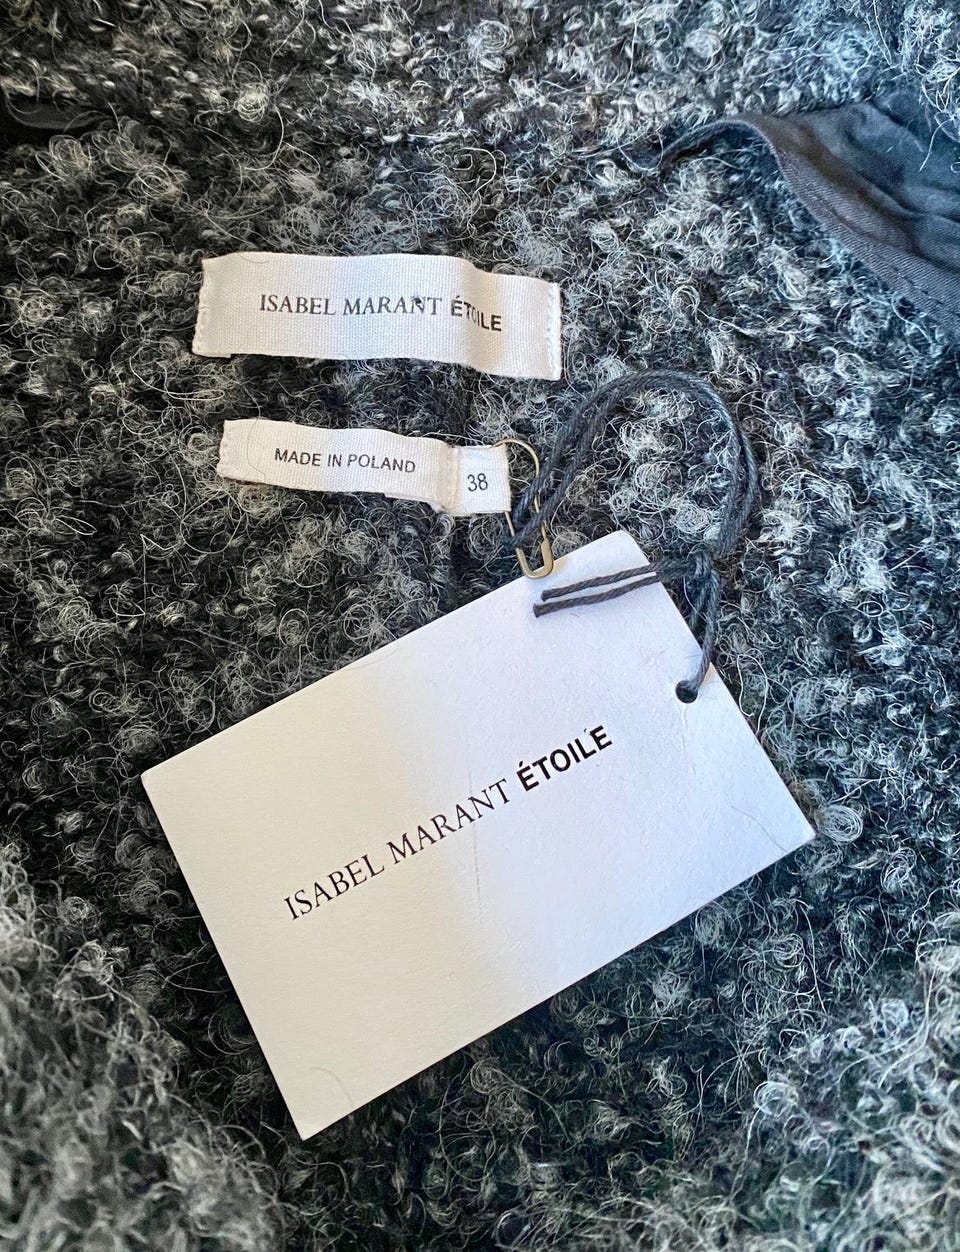 ISABEL MARANT ÉTOILE
MADE IN POLAND
38
ISABEL MARANT ÉTOILE